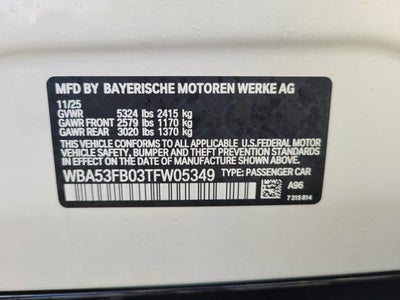 MFD BY BAYERISCHE MOTOREN WERKE AG
11/25
GVWR 5324 lbs 2415 kg
GAWR FRONT 2579 lbs 1170 kg
GAWR REAR 3020 lbs 1370 kg
THIS VEHICLE CONFORMS TO ALL APPLICABLE U.S.FEDERAL MOTOR
VEHICLE SAFETY, BUMPER, AND THEFT PREVENTION STANDARDS IN
EFFECT ON THE DATE OF MANUFACTURE SHOWN ABOVE.
WBA53FB03TFW05349 TYPE: PASSENGER CAR
A96
7 315 814